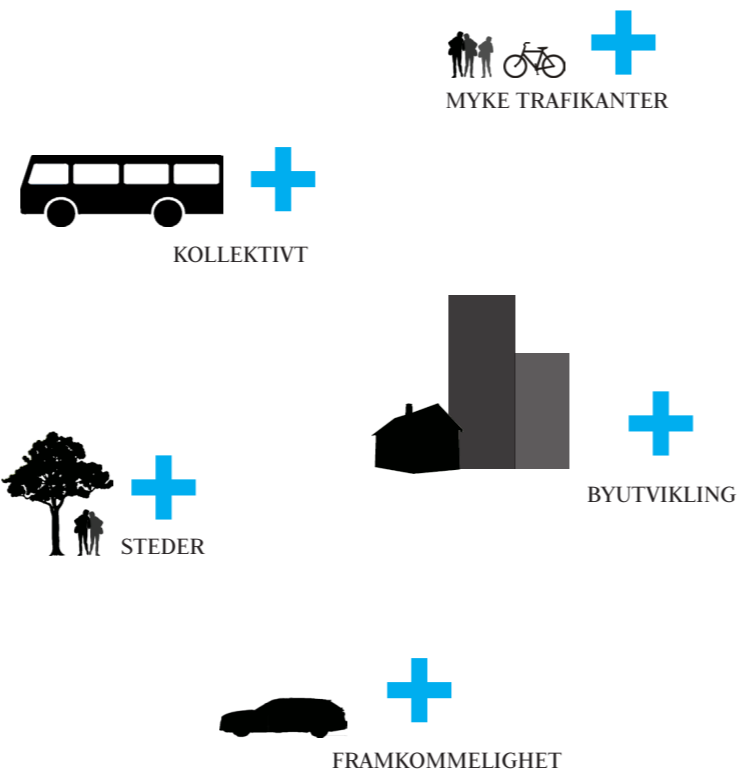 MYKE TRAFIKANTER
KOLLEKTIVT
BYUTVIKLING
STEDER
FRAMKOMMELIGHET